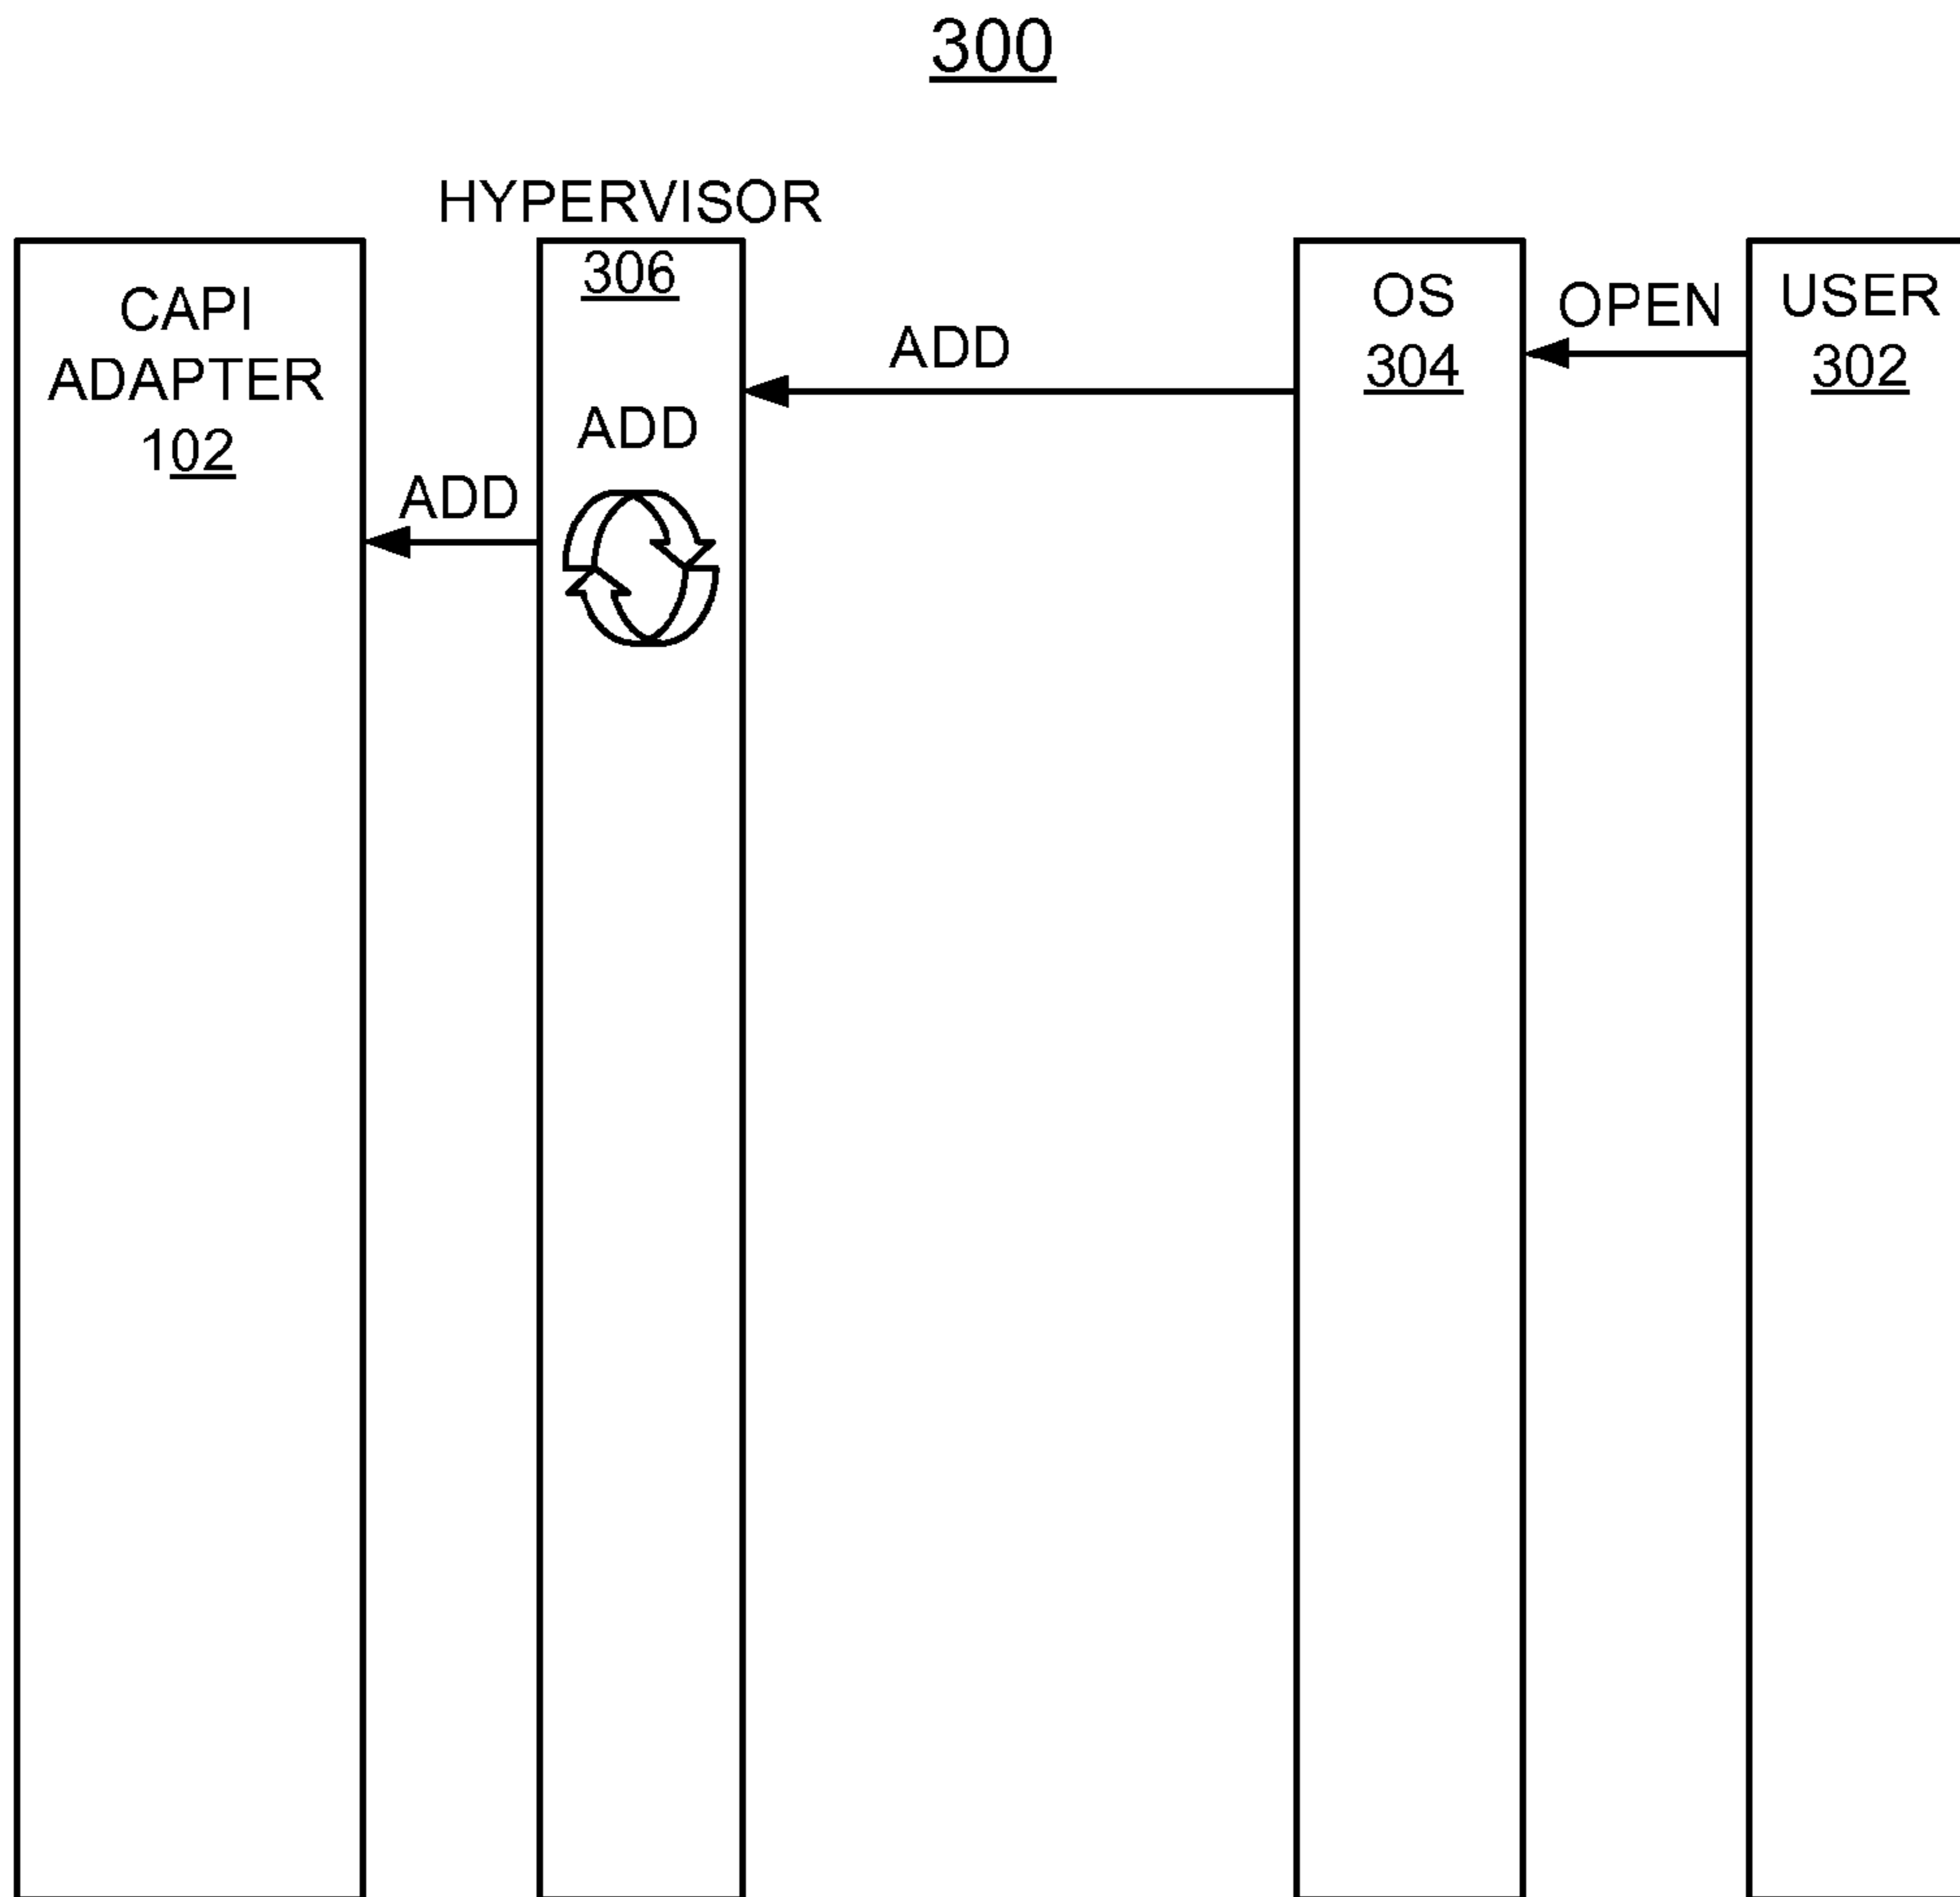 300
HYPERVISOR
306
CAPI
ADAPTER
102
ADD
ADD
ADD
OS
304
OPEN
USER
302